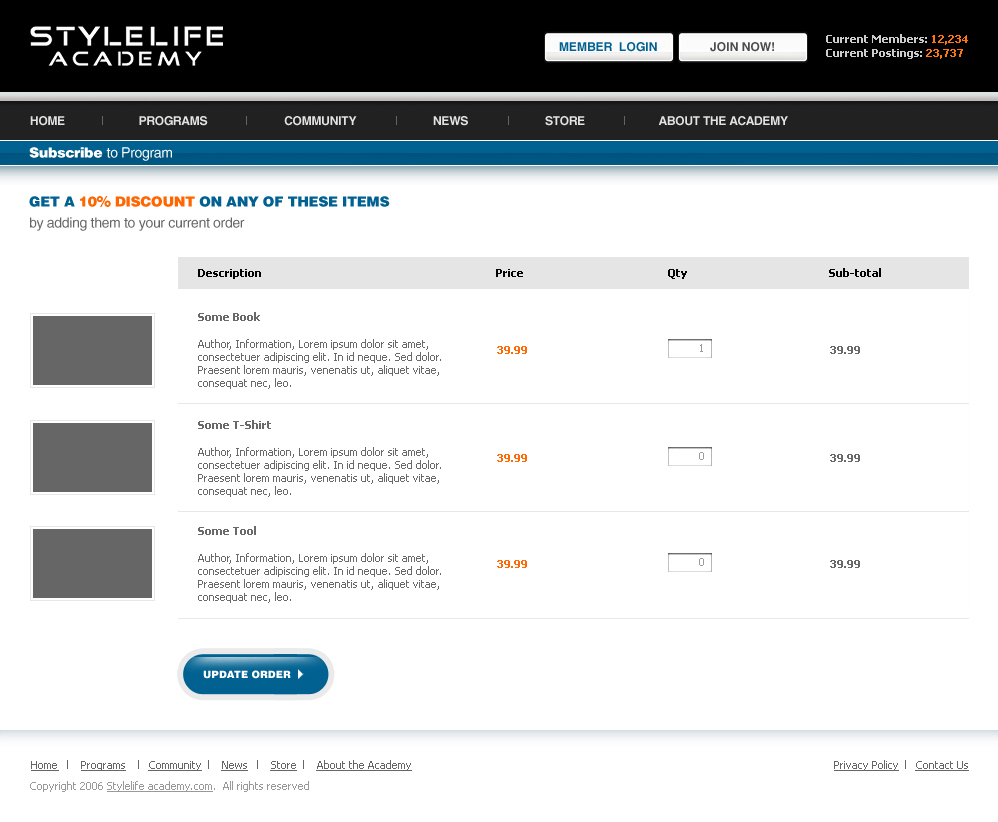 STYLELIFE
ACADEMY
MEMBER LOGIN
JOIN NOW!
Current Members: 12,234
Current Postings: 23,737
HOME | PROGRAMS | COMMUNITY | NEWS | STORE | ABOUT THE ACADEMY
Subscribe to Program
GET A 10% DISCOUNT ON ANY OF THESE ITEMS
by adding them to your current order
Description Price Qty Sub-total
Some Book
Author, Information, Lorem ipsum dolor sit amet,
consectetuer adipiscing elit. In id neque. Sed dolor.
Praesent lorem mauris, venenatis ut, aliquet vitae,
consequat nec, leo.
39.99 1 39.99
Some T-Shirt
Author, Information, Lorem ipsum dolor sit amet,
consectetuer adipiscing elit. In id neque. Sed dolor.
Praesent lorem mauris, venenatis ut, aliquet vitae,
consequat nec, leo.
39.99 0 39.99
Some Tool
Author, Information, Lorem ipsum dolor sit amet,
consectetuer adipiscing elit. In id neque. Sed dolor.
Praesent lorem mauris, venenatis ut, aliquet vitae,
consequat nec, leo.
39.99 0 39.99
UPDATE ORDER
Home | Programs | Community | News | Store | About the Academy
Privacy Policy | Contact Us
Copyright 2006 Stylelife academy.com. All rights reserved